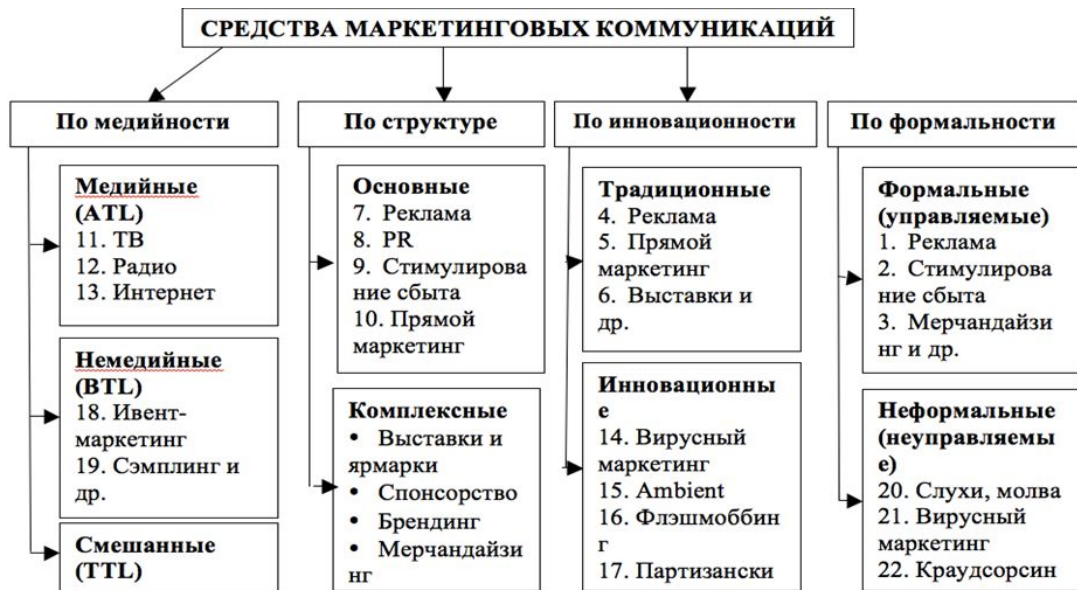 СРЕДСТВА МАРКЕТИНГОВЫХ КОММУНИКАЦИЙ
По медийности
Медийные
(ATL)
11. ТВ
12. Радио
13. Интернет
Немедийные
(BTL)
18. Ивент-
маркетинг
19. Сэмплинг и
др.
Смешанные
(TTL)
По структуре
Основные
7. Реклама
8. PR
9. Стимулирова
ние сбыта
10. Прямой
маркетинг
Комплексные
• Выставки и
ярмарки
• Спонсорство
• Брендинг
• Мерчандайзи
нг
По инновационности
Традиционные
4. Реклама
5. Прямой
маркетинг
6. Выставки и
др.
Инновационны
е
14. Вирусный
маркетинг
15. Ambient
16. Флэшмоббин
г
17. Партизански
По формальности
Формальные
(управляемые)
1. Реклама
2. Стимулирова
ние сбыта
3. Мерчандайзи
нг и др.
Неформальные
(неуправляемы
е)
20. Слухи, молва
21. Вирусный
маркетинг
22. Краудсорсин